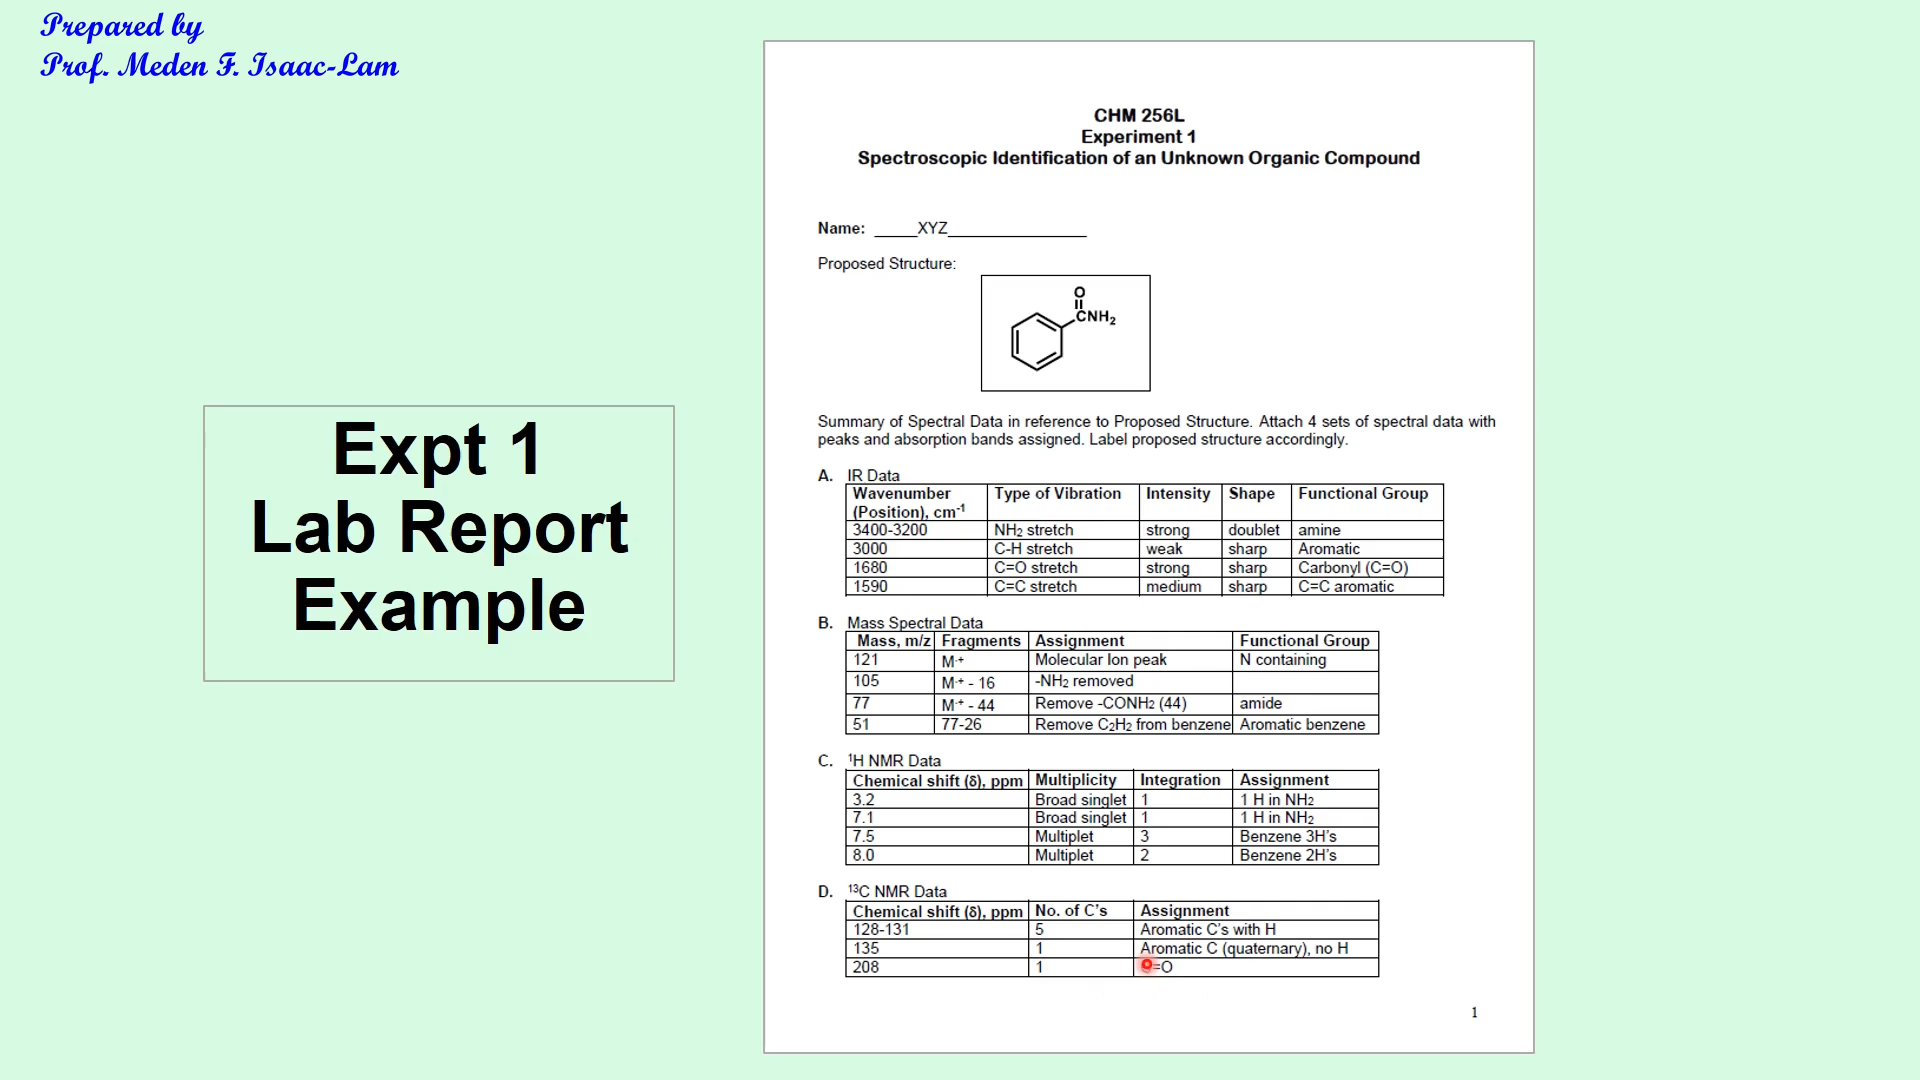 Prepared by
Prof. Meden F. Isaac-Lam
Expt 1
Lab Report
Example
CHM 256L
Experiment 1
Spectroscopic Identification of an Unknown Organic Compound
Name: _____XYZ________________
Proposed Structure:
O
CNH₂
Summary of Spectral Data in reference to Proposed Structure. Attach 4 sets of spectral data with
peaks and absorption bands assigned. Label proposed structure accordingly.
A. IR Data
Wavenumber (Position), cm⁻¹ Type of Vibration Intensity Shape Functional Group
3400-3200 NH₂ stretch strong doublet amine
3000 C-H stretch weak sharp Aromatic
1680 C=O stretch strong sharp Carbonyl (C=O)
1590 C=C stretch medium sharp C=C aromatic
B. Mass Spectral Data
Mass, m/z Fragments Assignment Functional Group
121 M·⁺ Molecular Ion peak N containing
105 M·⁺ - 16 -NH₂ removed
77 M·⁺ - 44 Remove -CONH₂ (44) amide
51 77-26 Remove C₂H₂ from benzene Aromatic benzene
C. ¹H NMR Data
Chemical shift (δ), ppm Multiplicity Integration Assignment
3.2 Broad singlet 1 1 H in NH₂
7.1 Broad singlet 1 1 H in NH₂
7.5 Multiplet 3 Benzene 3H's
8.0 Multiplet 2 Benzene 2H's
D. ¹³C NMR Data
Chemical shift (δ), ppm No. of C's Assignment
128-131 5 Aromatic C's with H
135 1 Aromatic C (quaternary), no H
208 1 =O
1